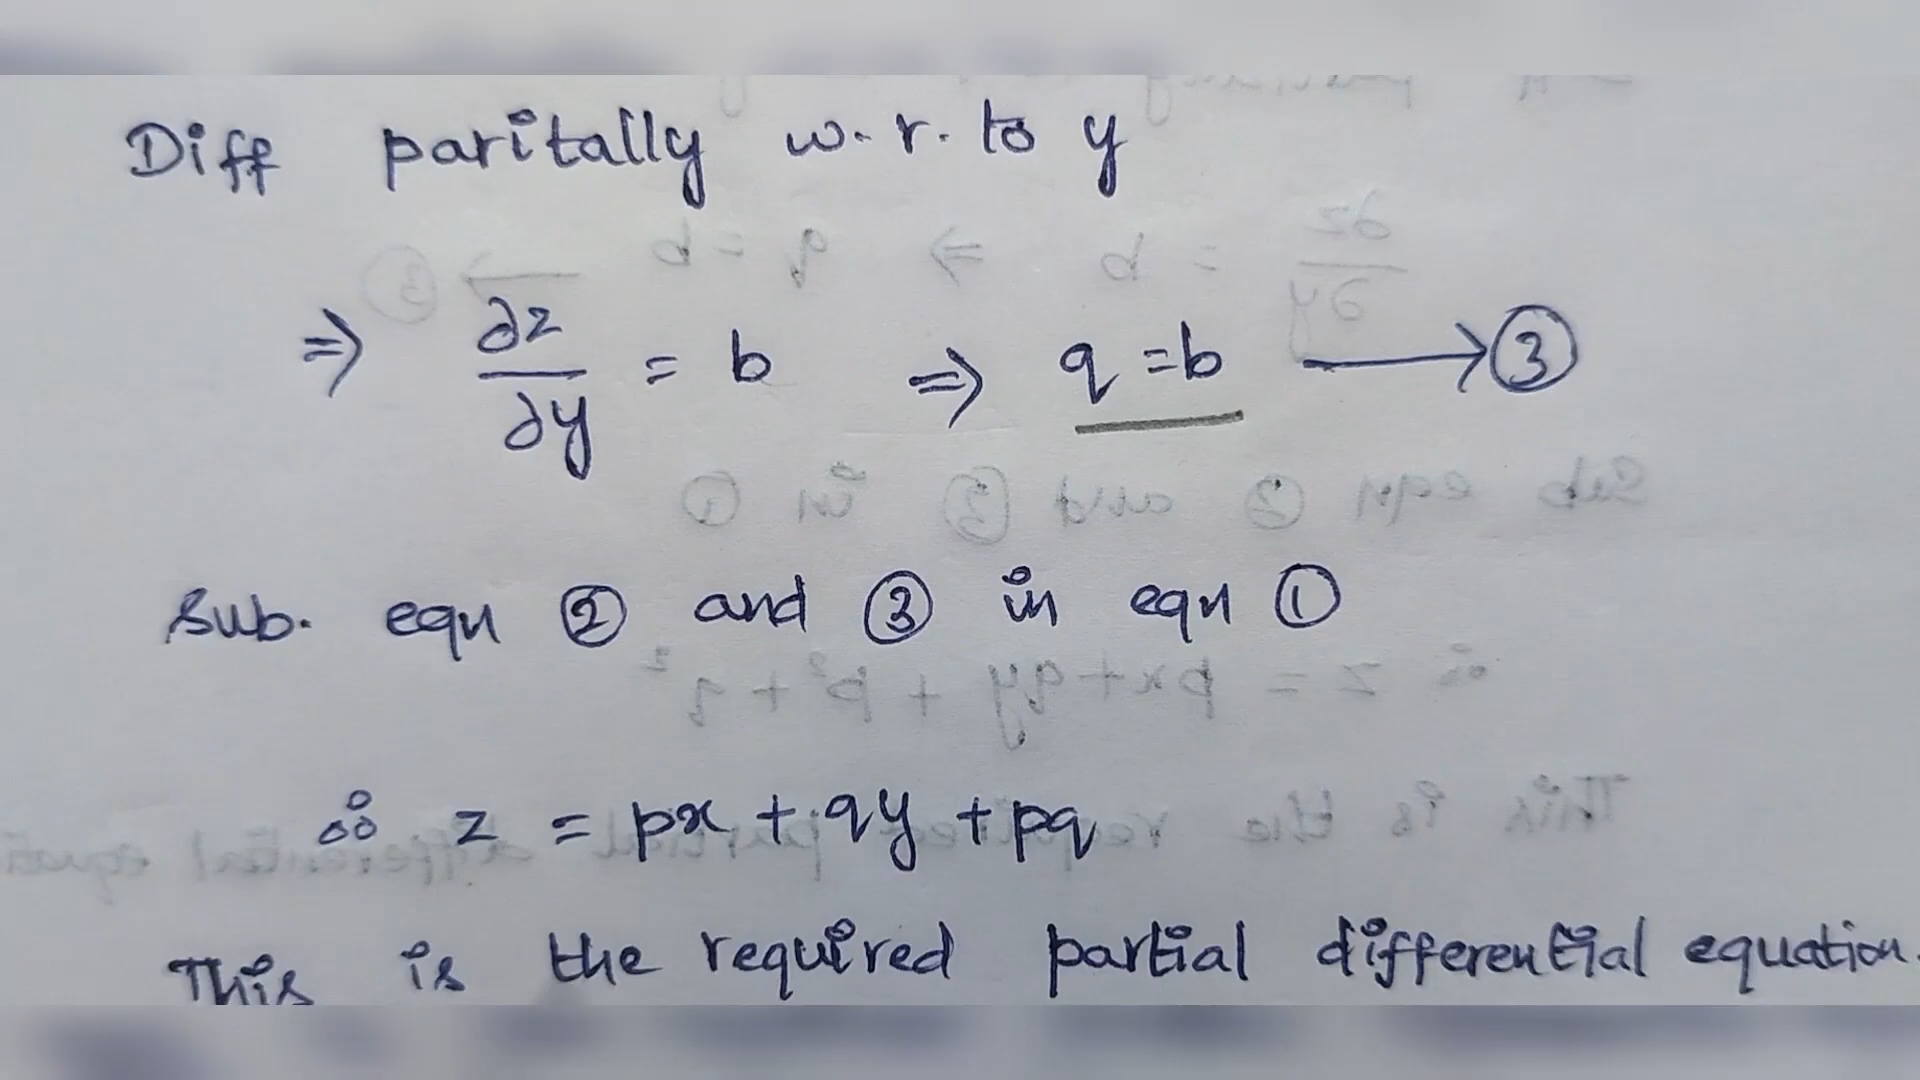 Diff paritally w.r.to y
⇒ ∂z/∂y = b ⇒ q = b ⟶ ③
Sub. eqn ② and ③ in eqn ①
∴ z = px + qy + pq
This is the required partial differential equation.